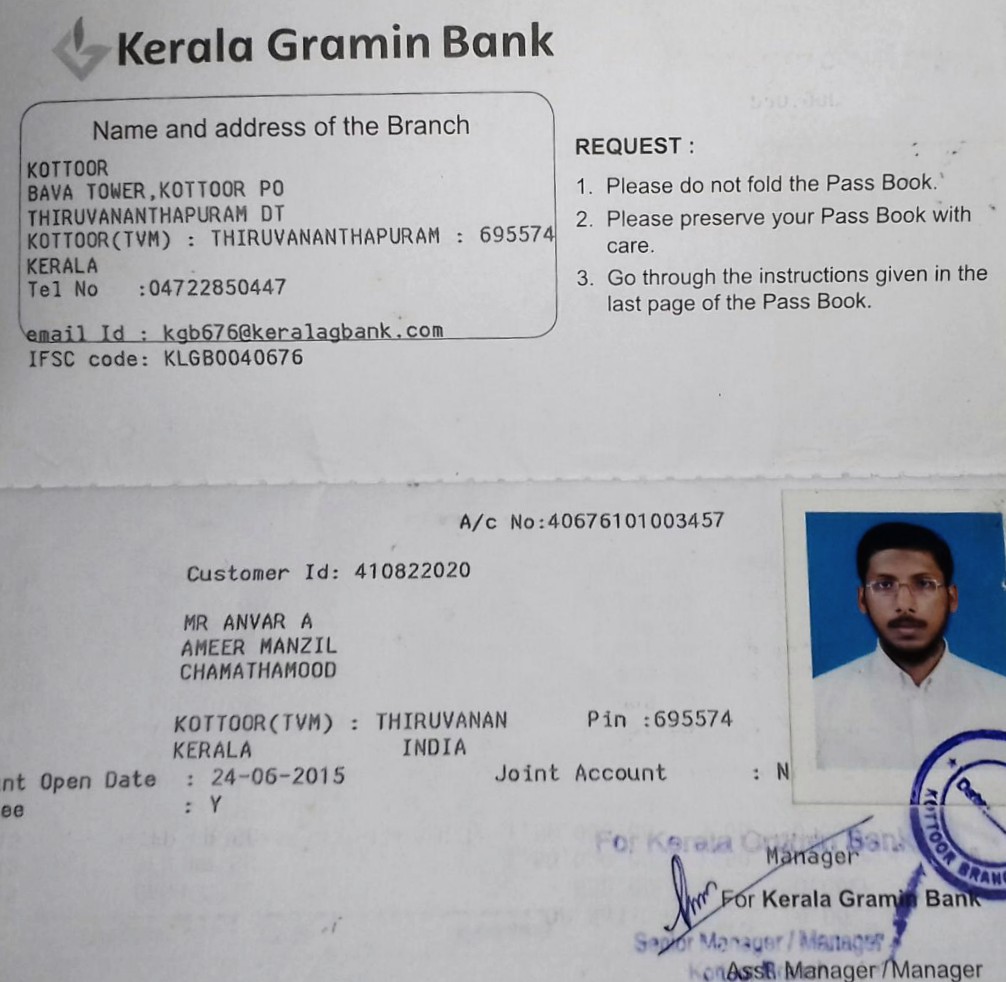 Kerala Gramin Bank
Name and address of the Branch
KOTTOOR
BAVA TOWER,KOTTOOR PO
THIRUVANANTHAPURAM DT
KOTTOOR(TVM) : THIRUVANANTHAPURAM : 695574
KERALA
Tel No :04722850447
email Id : kgb676@keralagbank.com
IFSC code: KLGB0040676
REQUEST :
1. Please do not fold the Pass Book.
2. Please preserve your Pass Book with
care.
3. Go through the instructions given in the
last page of the Pass Book.
A/c No:40676101003457
Customer Id: 410822020
MR ANVAR A
AMEER MANZIL
CHAMATHAMOOD
KOTTOOR(TVM) : THIRUVANAN Pin :695574
KERALA INDIA
nt Open Date : 24-06-2015 Joint Account : N
ee : Y
For Kerala Gramin Bank
Manager
For Kerala Gramin Bank
Senior Manager / Manager
Asst. Manager/Manager
Date:
KOTTOOR BRANC